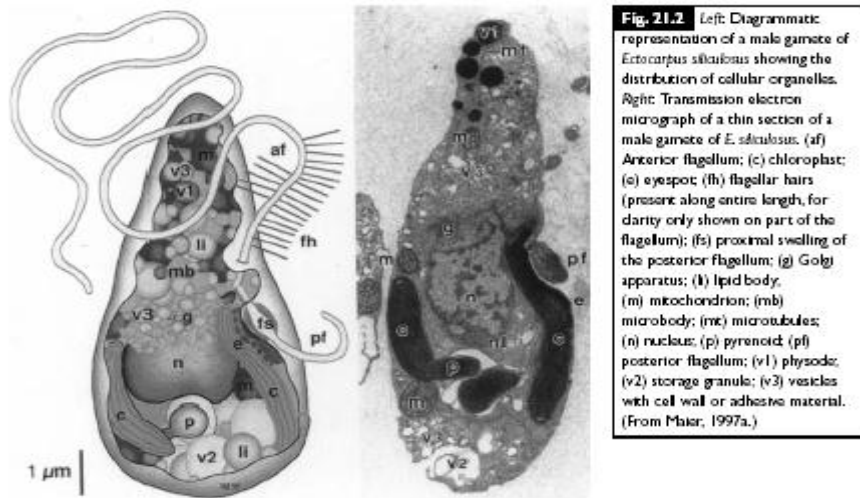 af
m
v3
v1
fh
li
mb
v3
g
fs
pf
e
e
n
m
c
c
p
v2
li
1 µm
v1
mt
m
v3
g
m
pf
e
n
c
c
p
m
v2
Fig. 21.2 Left: Diagrammatic
representation of a male gamete of
Ectocarpus siliculosus showing the
distribution of cellular organelles.
Right: Transmission electron
micrograph of a thin section of a
male gamete of E. siliculosus. (af)
Anterior flagellum; (c) chloroplast;
(e) eyespot; (fh) flagellar hairs
(present along entire length, for
clarity only shown on part of the
flagellum); (fs) proximal swelling of
the posterior flagellum; (g) Golgi
apparatus; (li) lipid body;
(m) mitochondrion; (mb)
microbody; (mt) microtubules;
(n) nucleus; (p) pyrenoid; (pf)
posterior flagellum; (v1) physode;
(v2) storage granule; (v3) vesicles
with cell wall or adhesive material.
(From Maier, 1997a.)